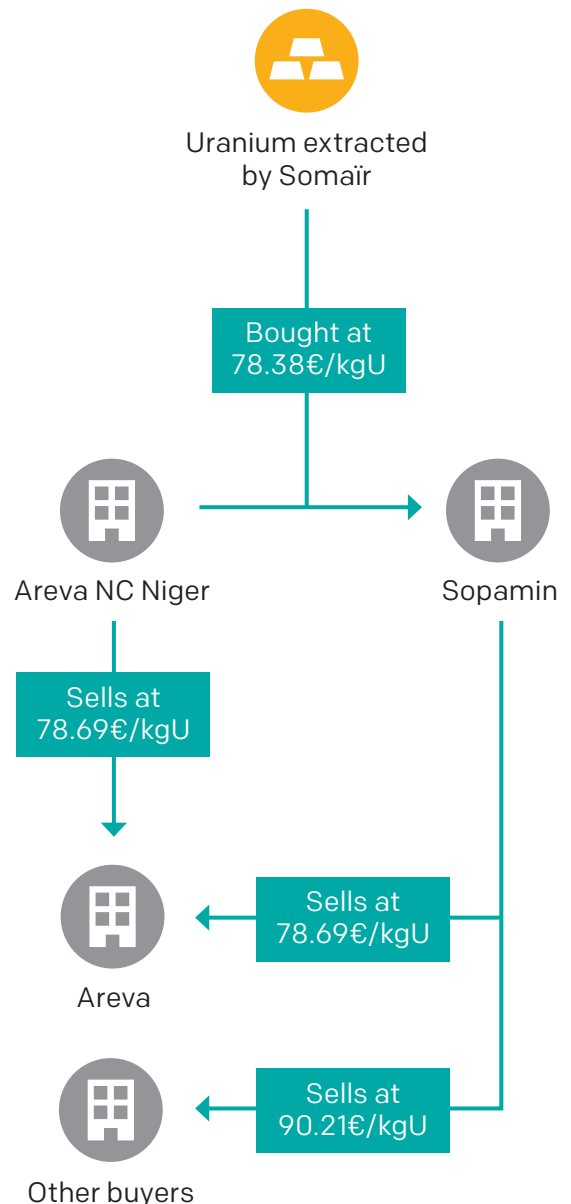 Uranium extracted
by Somaïr
Bought at
78.38€/kgU
Areva NC Niger
Sopamin
Sells at
78.69€/kgU
Sells at
78.69€/kgU
Areva
Sells at
90.21€/kgU
Other buyers